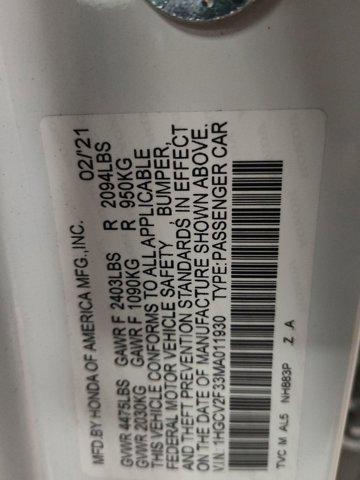 MFD.BY HONDA OF AMERICA MFG.,INC. 02/'21
GVWR 4475LBS GAWR F 2403LBS R 2094LBS
GVWR 2030KG GAWR F 1090KG R 950KG
THIS VEHICLE CONFORMS TO ALL APPLICABLE
FEDERAL MOTOR VEHICLE SAFETY , BUMPER,
AND THEFT PREVENTION STANDARDS IN EFFECT
ON THE DATE OF MANUFACTURE SHOWN ABOVE.
V.I.N: 1HGCV2F33MA011930 TYPE:PASSENGER CAR
TVC M AL5 NH883P Z A